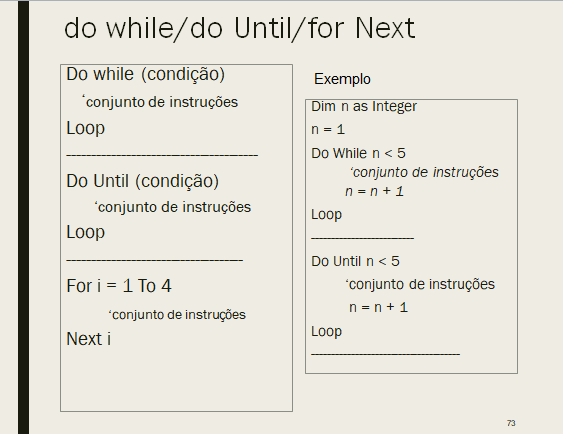 do while/do Until/for Next
Do while (condição)
‘conjunto de instruções
Loop
----------------------------------------
Do Until (condição)
‘conjunto de instruções
Loop
-------------------------------------
For i = 1 To 4
‘conjunto de instruções
Next i
Exemplo
Dim n as Integer
n = 1
Do While n < 5
‘conjunto de instruções
n = n + 1
Loop
--------------------------
Do Until n < 5
‘conjunto de instruções
n = n + 1
Loop
--------------------------------------
73